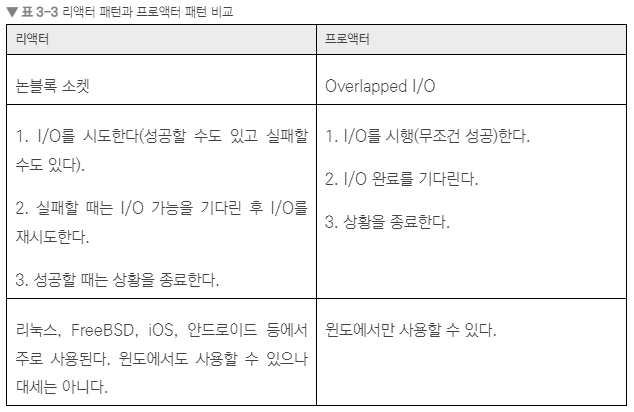 ▼ 표 3-3 리액터 패턴과 프로액터 패턴 비교
리액터
프로액터
논블록 소켓
Overlapped I/O
1. I/O를 시도한다(성공할 수도 있고 실패할
수도 있다).
2. 실패할 때는 I/O 가능을 기다린 후 I/O를
재시도한다.
3. 성공할 때는 상황을 종료한다.
1. I/O를 시행(무조건 성공)한다.
2. I/O 완료를 기다린다.
3. 상황을 종료한다.
리눅스, FreeBSD, iOS, 안드로이드 등에서
주로 사용된다. 윈도에서도 사용할 수 있으나
대세는 아니다.
윈도에서만 사용할 수 있다.